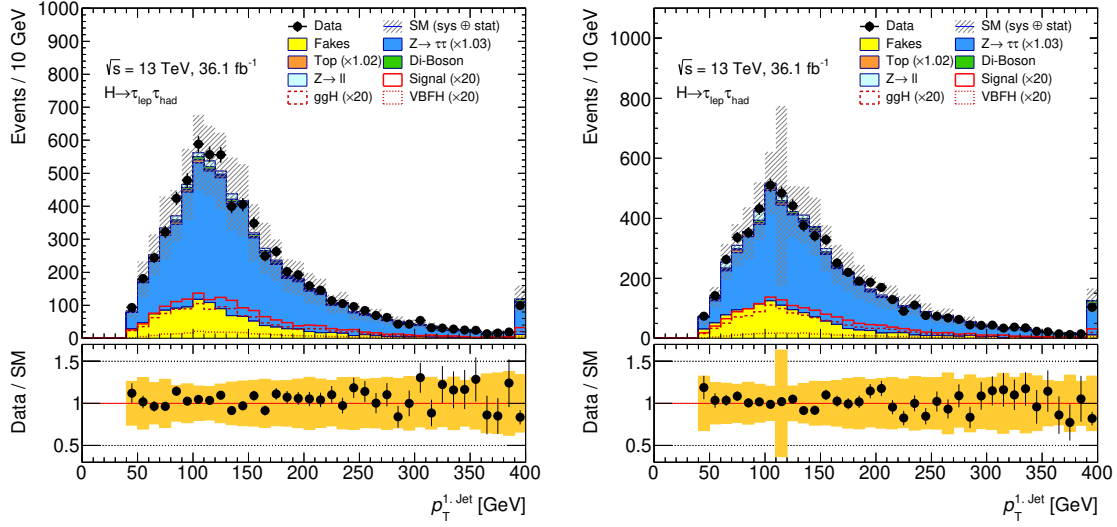 Events / 10 GeV
1000
900
800
700
600
500
400
300
200
100
0
Data
SM (sys ⊕ stat)
Fakes
Z→ ττ (×1.03)
Top (×1.02)
Di-Boson
Z→ ll
Signal (×20)
ggH (×20)
VBFH (×20)
√s = 13 TeV, 36.1 fb⁻¹
H→τ_lep τ_had
Data / SM
1.5
1
0.5
0 50 100 150 200 250 300 350 400
p_T^1. Jet [GeV]
Events / 10 GeV
1000
800
600
400
200
0
Data
SM (sys ⊕ stat)
Fakes
Z→ ττ (×1.03)
Top (×1.02)
Di-Boson
Z→ ll
Signal (×20)
ggH (×20)
VBFH (×20)
√s = 13 TeV, 36.1 fb⁻¹
H→τ_lep τ_had
Data / SM
1.5
1
0.5
0 50 100 150 200 250 300 350 400
p_T^1. Jet [GeV]